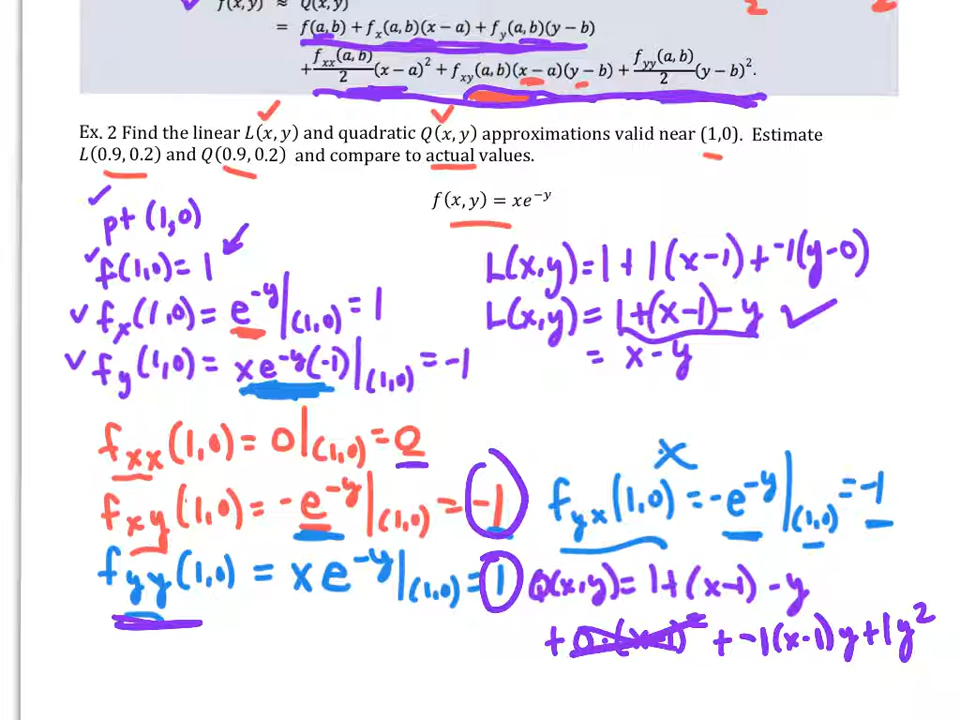 f(x,y) ≈ Q(x,y)
= f(a,b) + f_x(a,b)(x − a) + f_y(a,b)(y − b)
+ f_xx(a,b)/2 (x − a)² + f_xy(a,b)(x − a)(y − b) + f_yy(a,b)/2 (y − b)².
Ex. 2 Find the linear L(x,y) and quadratic Q(x,y) approximations valid near (1,0). Estimate
L(0.9,0.2) and Q(0.9,0.2) and compare to actual values.
f(x,y) = xe^−y
pt (1,0)
f(1,0) = 1
f_x(1,0) = e^−y |(1,0) = 1
f_y(1,0) = xe^−y(−1) |(1,0) = −1
L(x,y) = 1 + 1(x−1) + −1(y−0)
L(x,y) = 1+(x−1) − y
= x − y
f_xx(1,0) = 0 |(1,0) = 0
f_xy(1,0) = −e^−y |(1,0) = −1
f_yy(1,0) = xe^−y |(1,0) = 1
x
f_yx(1,0) = −e^−y |(1,0) = −1
Q(x,y) = 1 + (x−1) − y
+ 0·(x−1)² + −1(x−1)y + 1y²